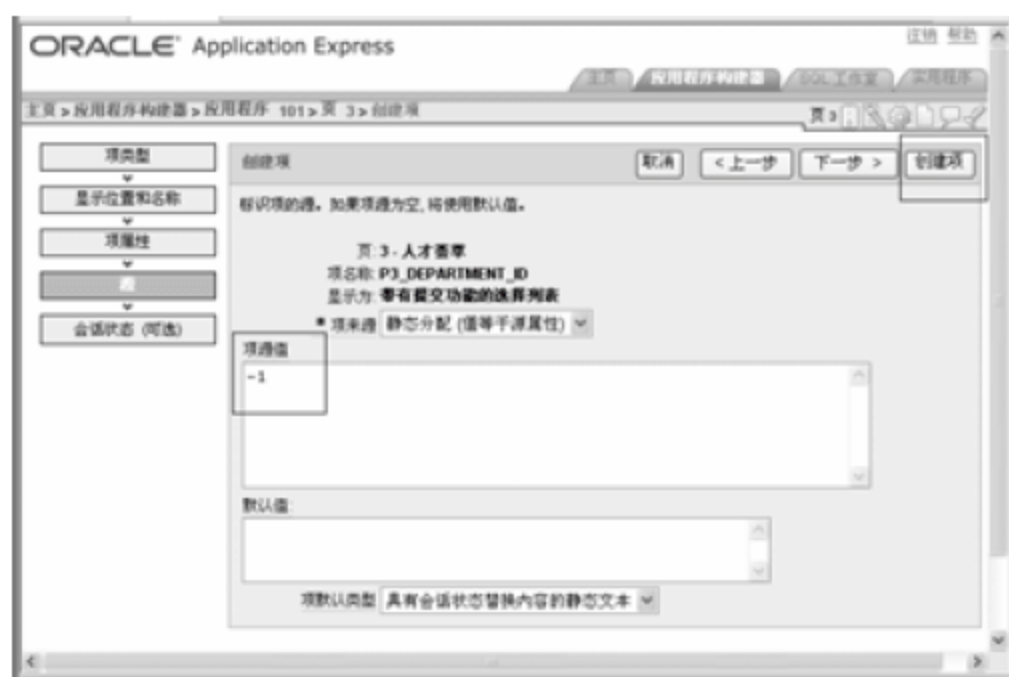 ORACLE Application Express
注销 帮助
主页 应用程序构建器 SQL 工作室 实用程序
主页 > 应用程序构建器 > 应用程序 101 > 页 3 > 创建项
页 3
项类型
显示位置和名称
项属性
源
会话状态 (可选)
创建项
取消 < 上一步 下一步 > 创建项
标识项的源。如果项源为空, 将使用默认值。
页: 3 - 人才荟萃
项名称: P3_DEPARTMENT_ID
显示为: 带有提交功能的选择列表
* 项来源 静态分配 (值等于源属性)
项源值
-1
默认值:
项默认类型 具有会话状态替换内容的静态文本